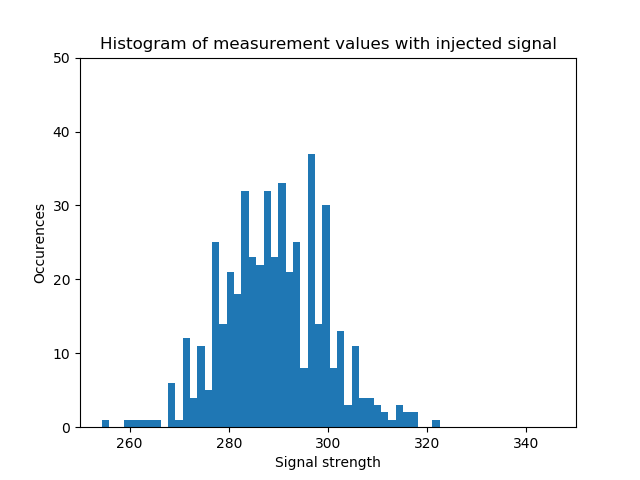 Histogram of measurement values with injected signal
50
40
30
20
10
0
Occurences
260 280 300 320 340
Signal strength